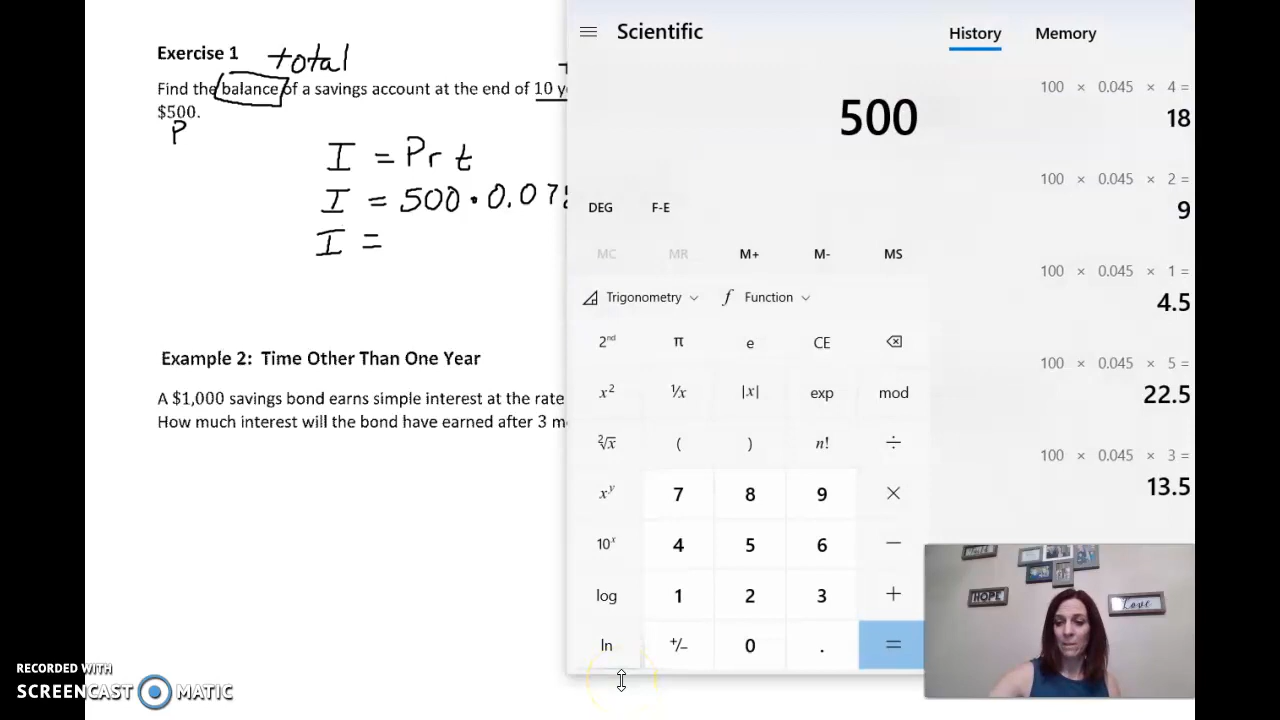 Exercise 1
total
Find the balance of a savings account at the end of 10
$500.
P
I = Prt
I = 500 · 0.07
I =
Example 2: Time Other Than One Year
A $1,000 savings bond earns simple interest at the rate
How much interest will the bond have earned after 3
RECORDED WITH
SCREENCAST MATIC
Scientific
500
DEG F-E
MC MR M+ M- MS
Trigonometry f Function
2nd π e CE
x² ¹/x |x| exp mod
²√x ( ) n! ÷
xʸ 7 8 9 ×
10ˣ 4 5 6 −
log 1 2 3 +
ln +/− 0 . =
History Memory
100 × 0.045 × 4 =
18
100 × 0.045 × 2 =
9
100 × 0.045 × 1 =
4.5
100 × 0.045 × 5 =
22.5
100 × 0.045 × 3 =
13.5
HOPE
Love